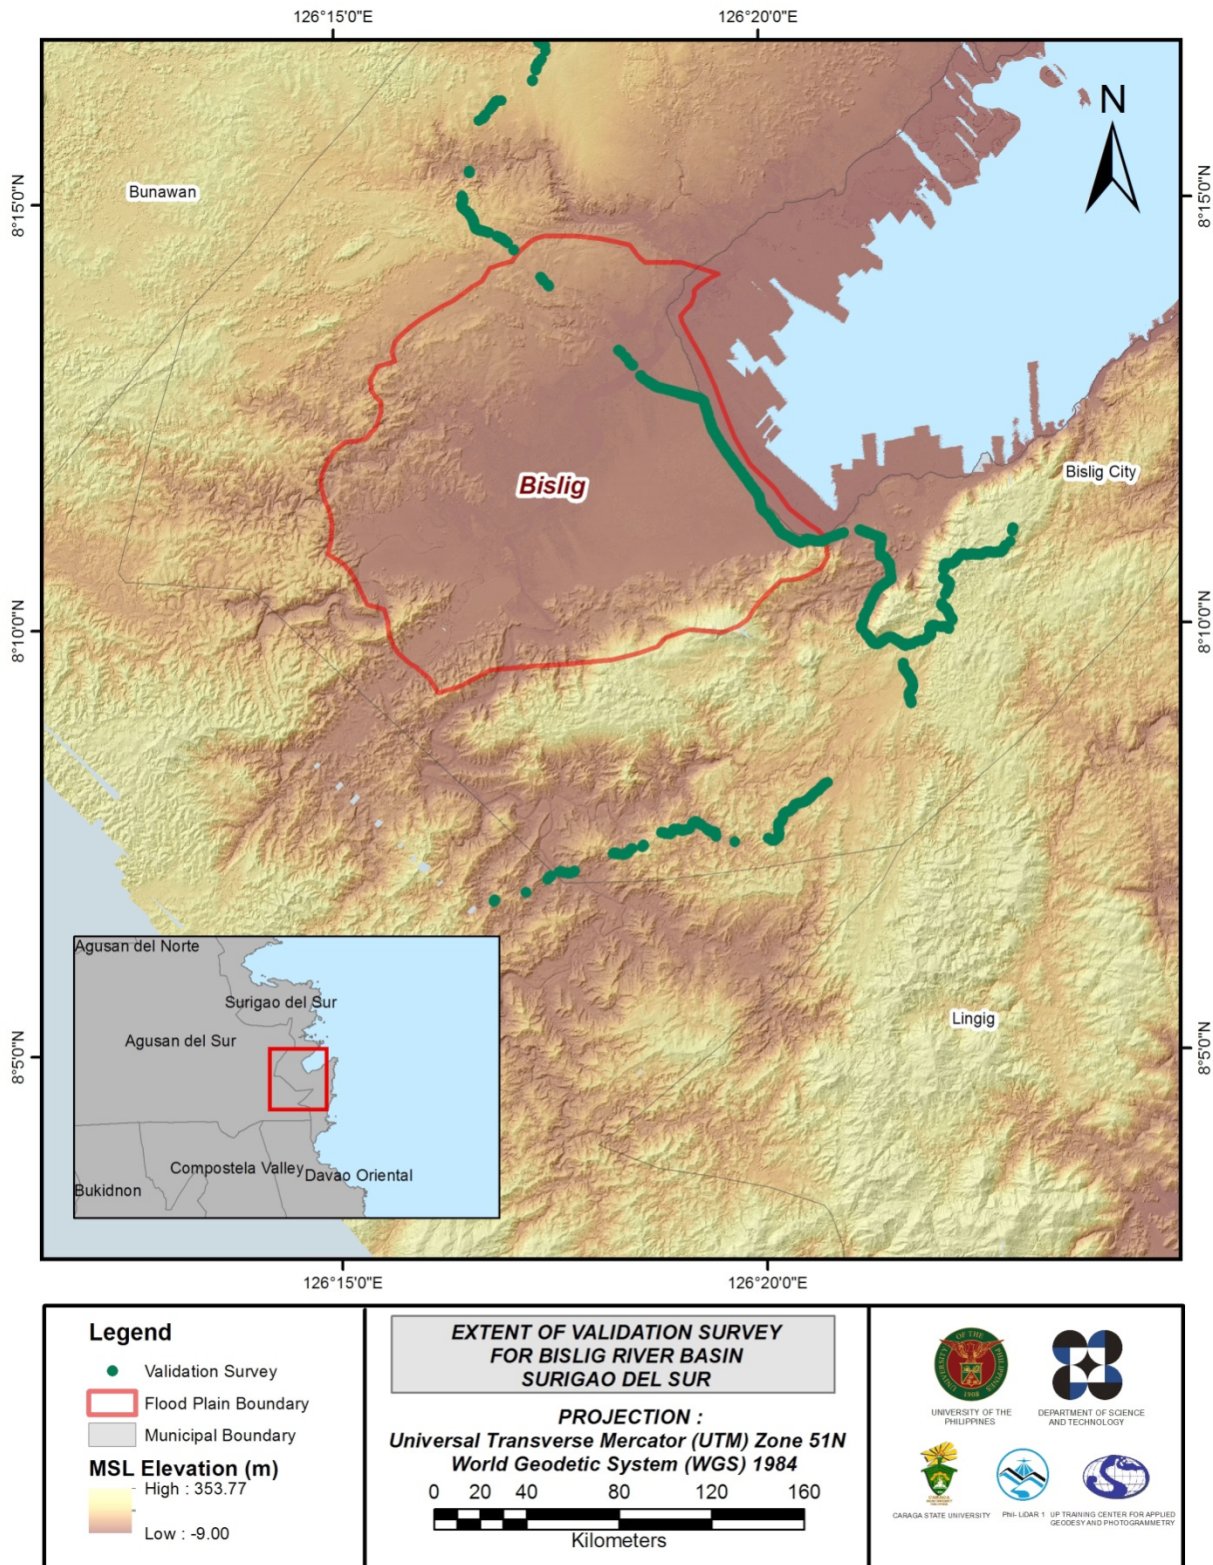 126°15'0"E
126°20'0"E
N
8°15'0"N
8°15'0"N
Bunawan
Bislig
Bislig City
8°10'0"N
8°10'0"N
Agusan del Norte
Surigao del Sur
Agusan del Sur
Lingig
8°5'0"N
8°5'0"N
Compostela Valley
Davao Oriental
Bukidnon
126°15'0"E
126°20'0"E
Legend
Validation Survey
Flood Plain Boundary
Municipal Boundary
MSL Elevation (m)
High : 353.77
Low : -9.00
EXTENT OF VALIDATION SURVEY
FOR BISLIG RIVER BASIN
SURIGAO DEL SUR
PROJECTION :
Universal Transverse Mercator (UTM) Zone 51N
World Geodetic System (WGS) 1984
0 20 40 80 120 160
Kilometers
UNIVERSITY OF THE PHILIPPINES
1908
UNIVERSITY OF THE
PHILIPPINES
DEPARTMENT OF SCIENCE
AND TECHNOLOGY
CARAGA STATE UNIVERSITY
Phil- LiDAR 1
UP TRAINING CENTER FOR APPLIED
GEODESY AND PHOTOGRAMMETRY